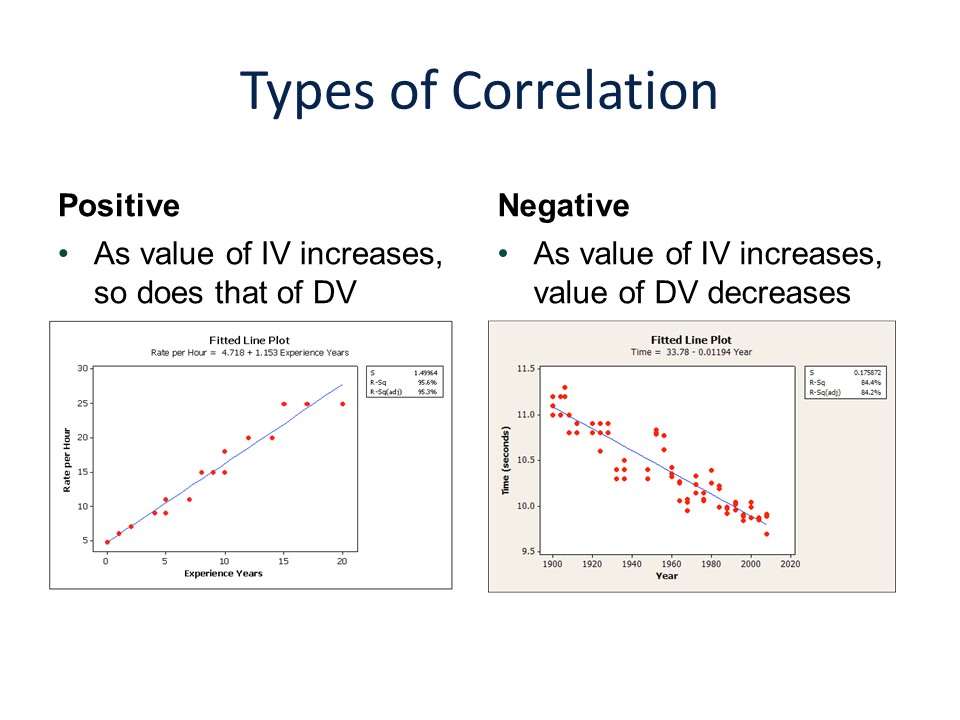 Types of Correlation
Positive
• As value of IV increases,
so does that of DV
Fitted Line Plot
Rate per Hour = 4.718 + 1.153 Experience Years
S 1.49964
R-Sq 95.6%
R-Sq(adj) 95.3%
30
25
20
15
10
5
Rate per Hour
0 5 10 15 20
Experience Years
Negative
• As value of IV increases,
value of DV decreases
Fitted Line Plot
Time = 33.78 - 0.01194 Year
S 0.175872
R-Sq 84.4%
R-Sq(adj) 84.2%
11.5
11.0
10.5
10.0
9.5
Time (seconds)
1900 1920 1940 1960 1980 2000 2020
Year